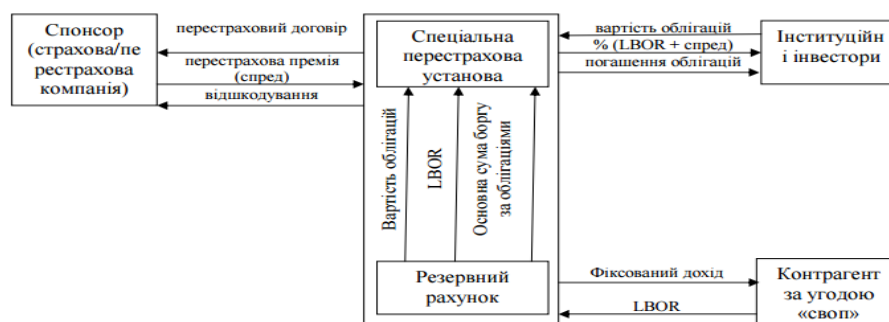 Спонсор
(страхова/пе
рестрахова
компанія)
перестраховий договір
перестрахова премія
(спред)
відшкодування
Спеціальна
перестрахова
установа
вартість облігацій
% (LBOR + спред)
погашення облігацій
Інституційн
і інвестори
Вартість облігацій
LBOR
Основна сума боргу
за облігаціями
Резервний
рахунок
Фіксований дохід
LBOR
Контрагент
за угодою
«своп»